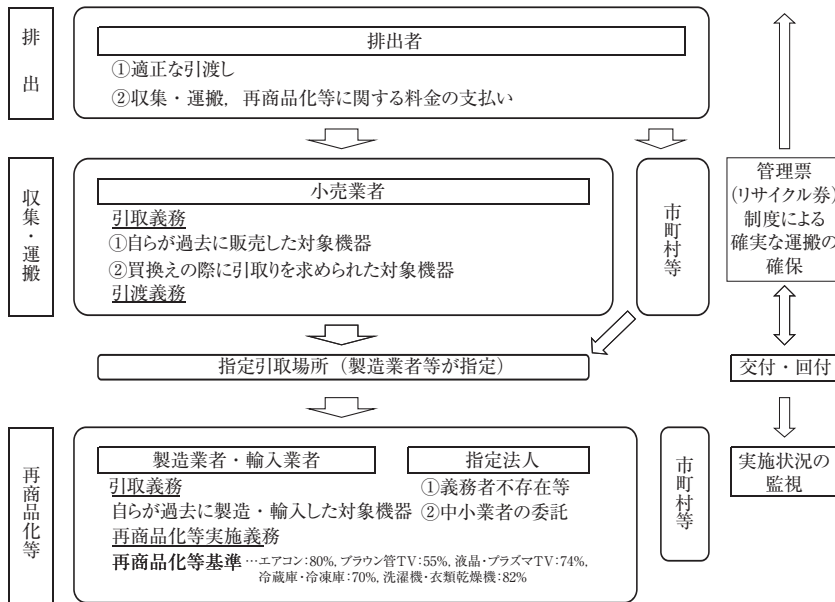 排出
排出者
①適正な引渡し
②収集・運搬，再商品化等に関する料金の支払い
収集・運搬
小売業者
引取義務
①自らが過去に販売した対象機器
②買換えの際に引取りを求められた対象機器
引渡義務
市町村等
管理票
(リサイクル券)
制度による
確実な運搬の
確保
指定引取場所（製造業者等が指定）
交付・回付
再商品化等
製造業者・輸入業者
引取義務
自らが過去に製造・輸入した対象機器
再商品化等実施義務
再商品化等基準…エアコン：80%，ブラウン管TV：55%，液晶・プラズマTV：74%，
冷蔵庫・冷凍庫：70%，洗濯機・衣類乾燥機：82%
指定法人
①義務者不存在等
②中小業者の委託
市町村等
実施状況の
監視